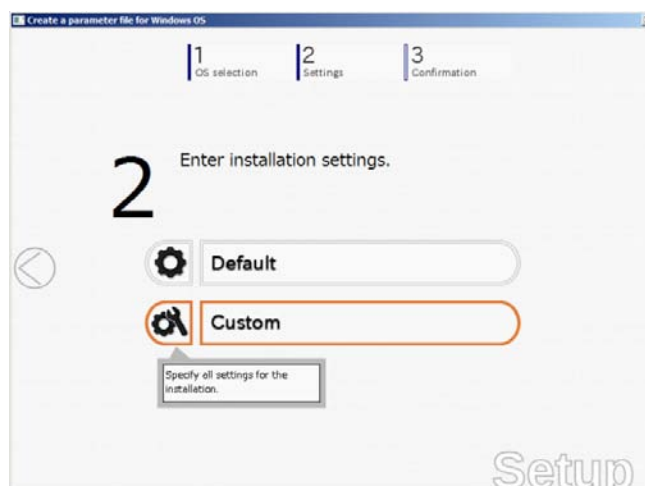 Create a parameter file for Windows OS
1
OS selection
2
Settings
3
Confirmation
2
Enter installation settings.
Default
Custom
Specify all settings for the
installation.
Setup